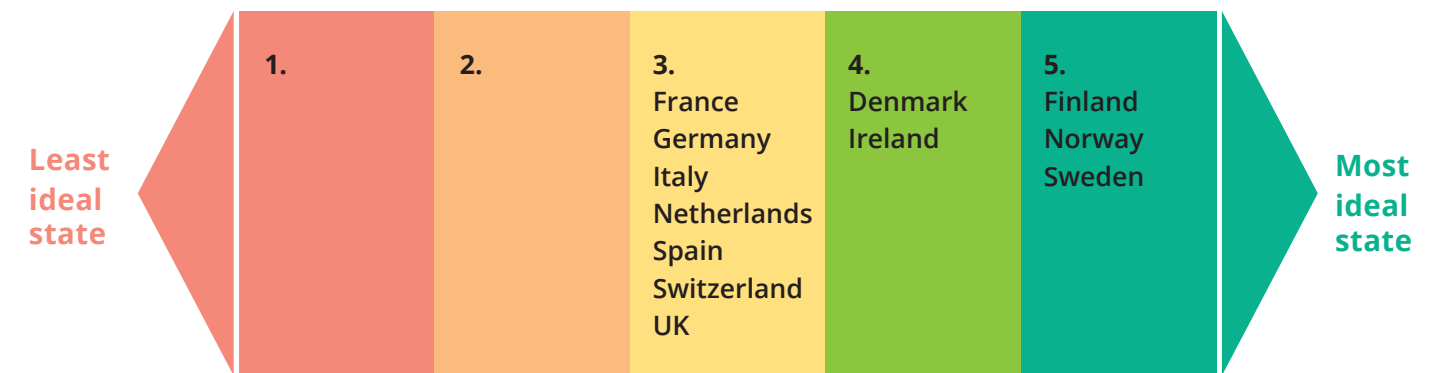 Least
ideal
state
1.
2.
3.
France
Germany
Italy
Netherlands
Spain
Switzerland
UK
4.
Denmark
Ireland
5.
Finland
Norway
Sweden
Most
ideal
state